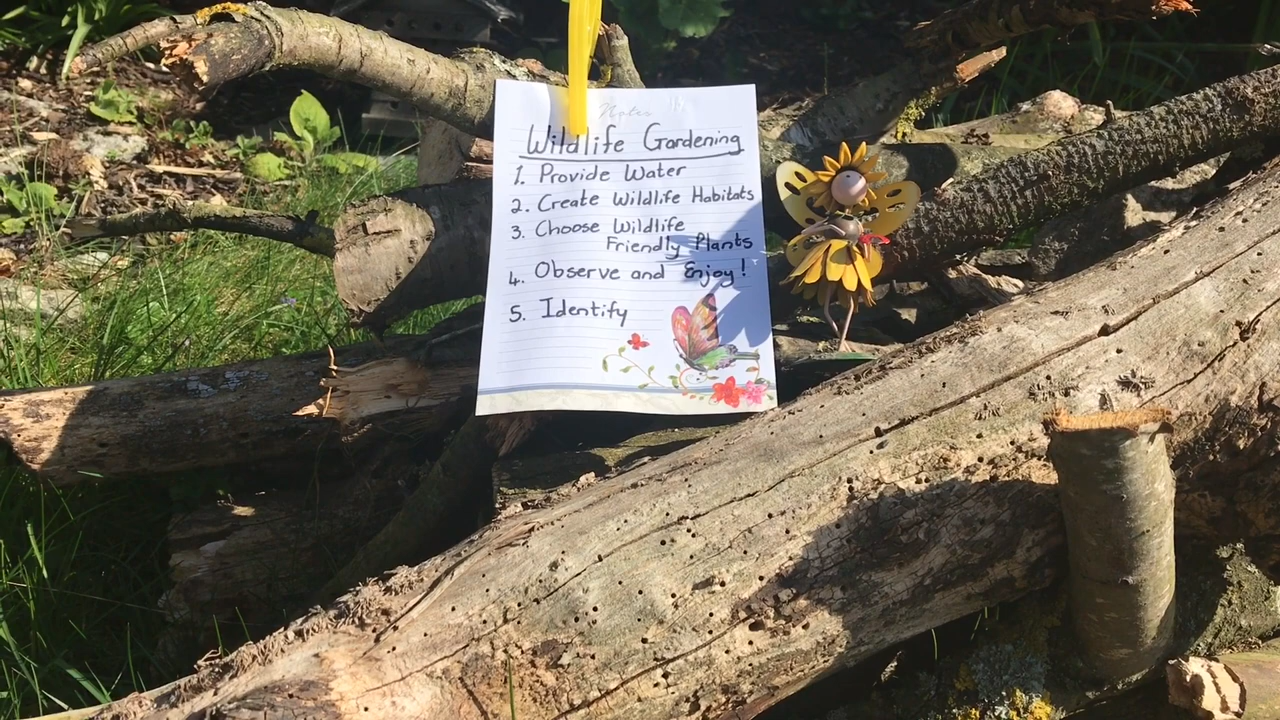 Notes
Wildlife Gardening
1. Provide Water
2. Create Wildlife Habitats
3. Choose Wildlife
Friendly Plants
4. Observe and Enjoy!
5. Identify